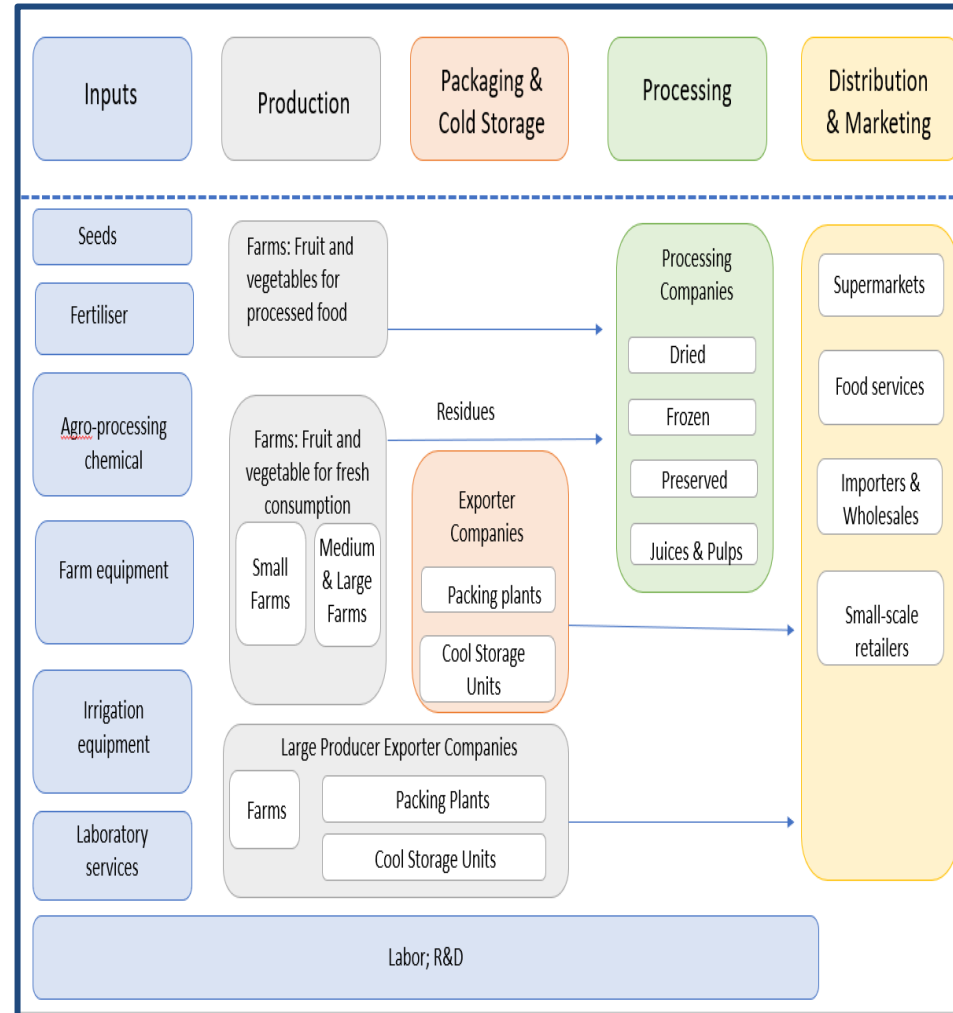 Inputs
Production
Packaging &
Cold Storage
Processing
Distribution
& Marketing
Seeds
Fertiliser
Agro-processing
chemical
Farm equipment
Irrigation
equipment
Laboratory
services
Farms: Fruit and
vegetables for
processed food
Farms: Fruit and
vegetable for fresh
consumption
Small
Farms
Medium
& Large
Farms
Residues
Exporter
Companies
Packing plants
Cool Storage
Units
Large Producer Exporter Companies
Farms
Packing Plants
Cool Storage Units
Processing
Companies
Dried
Frozen
Preserved
Juices & Pulps
Supermarkets
Food services
Importers &
Wholesales
Small-scale
retailers
Labor; R&D